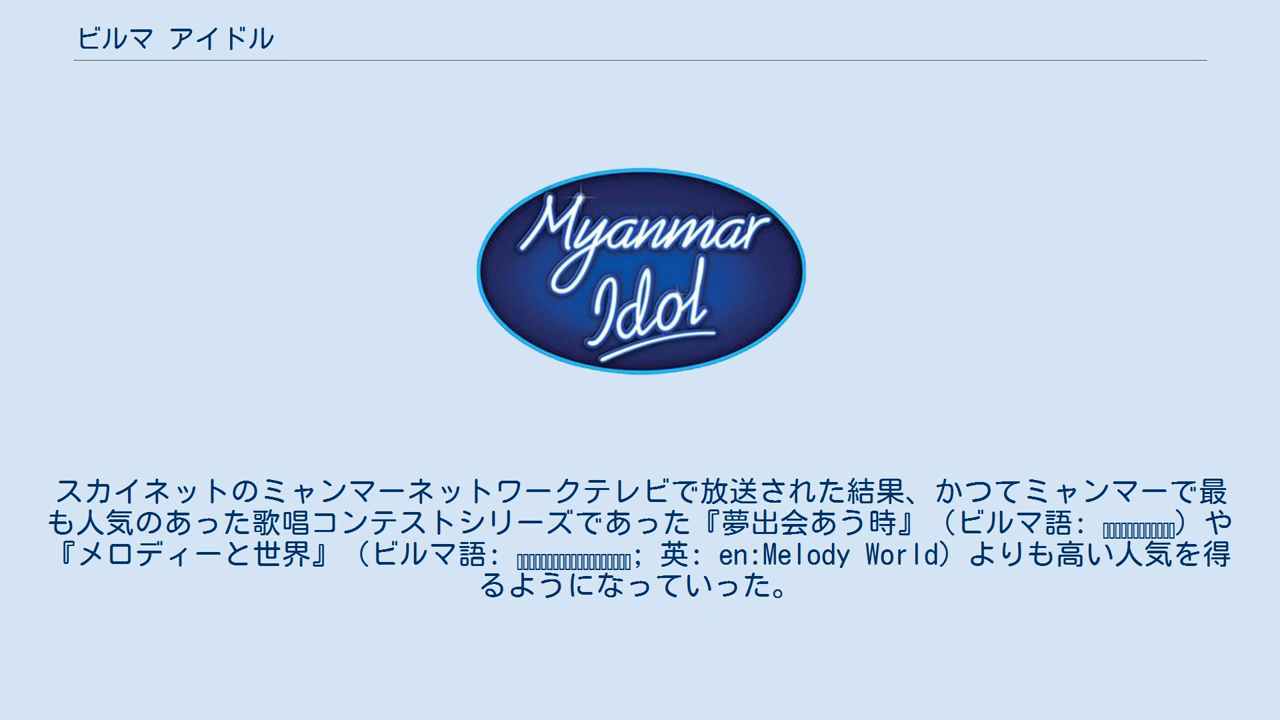 ビルマ アイドル
Myanmar
Idol
スカイネットのミャンマーネットワークテレビで放送された結果、かつてミャンマーで最
も人気のあった歌唱コンテストシリーズであった『夢出会あう時』（ビルマ語: ）や
『メロディーと世界』（ビルマ語: ; 英: en:Melody World）よりも高い人気を得
るようになっていった。